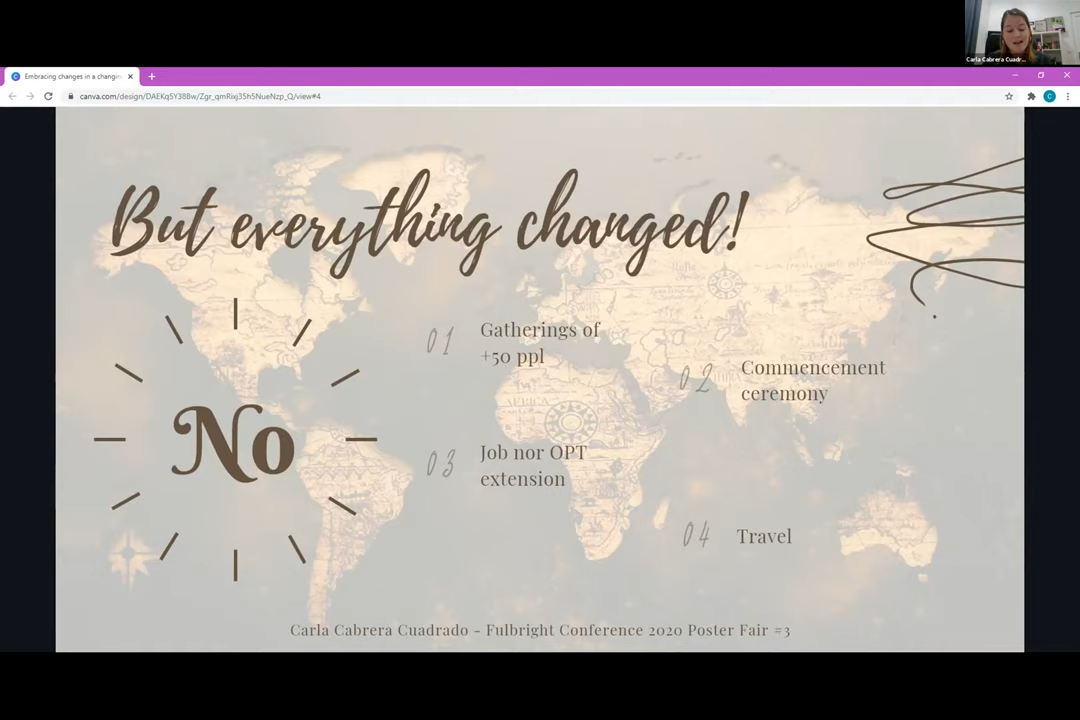 Carla Cabrera Cuadr...
Embracing changes in a changin
canva.com/design/DAEKq5Y38Bw/Zgr_qmRixj35h5NueNzp_Q/view#4
But everything changed!
No
01
Gatherings of
+50 ppl
02
Commencement
ceremony
03
Job nor OPT
extension
04
Travel
AFRICA
Carla Cabrera Cuadrado - Fulbright Conference 2020 Poster Fair #3